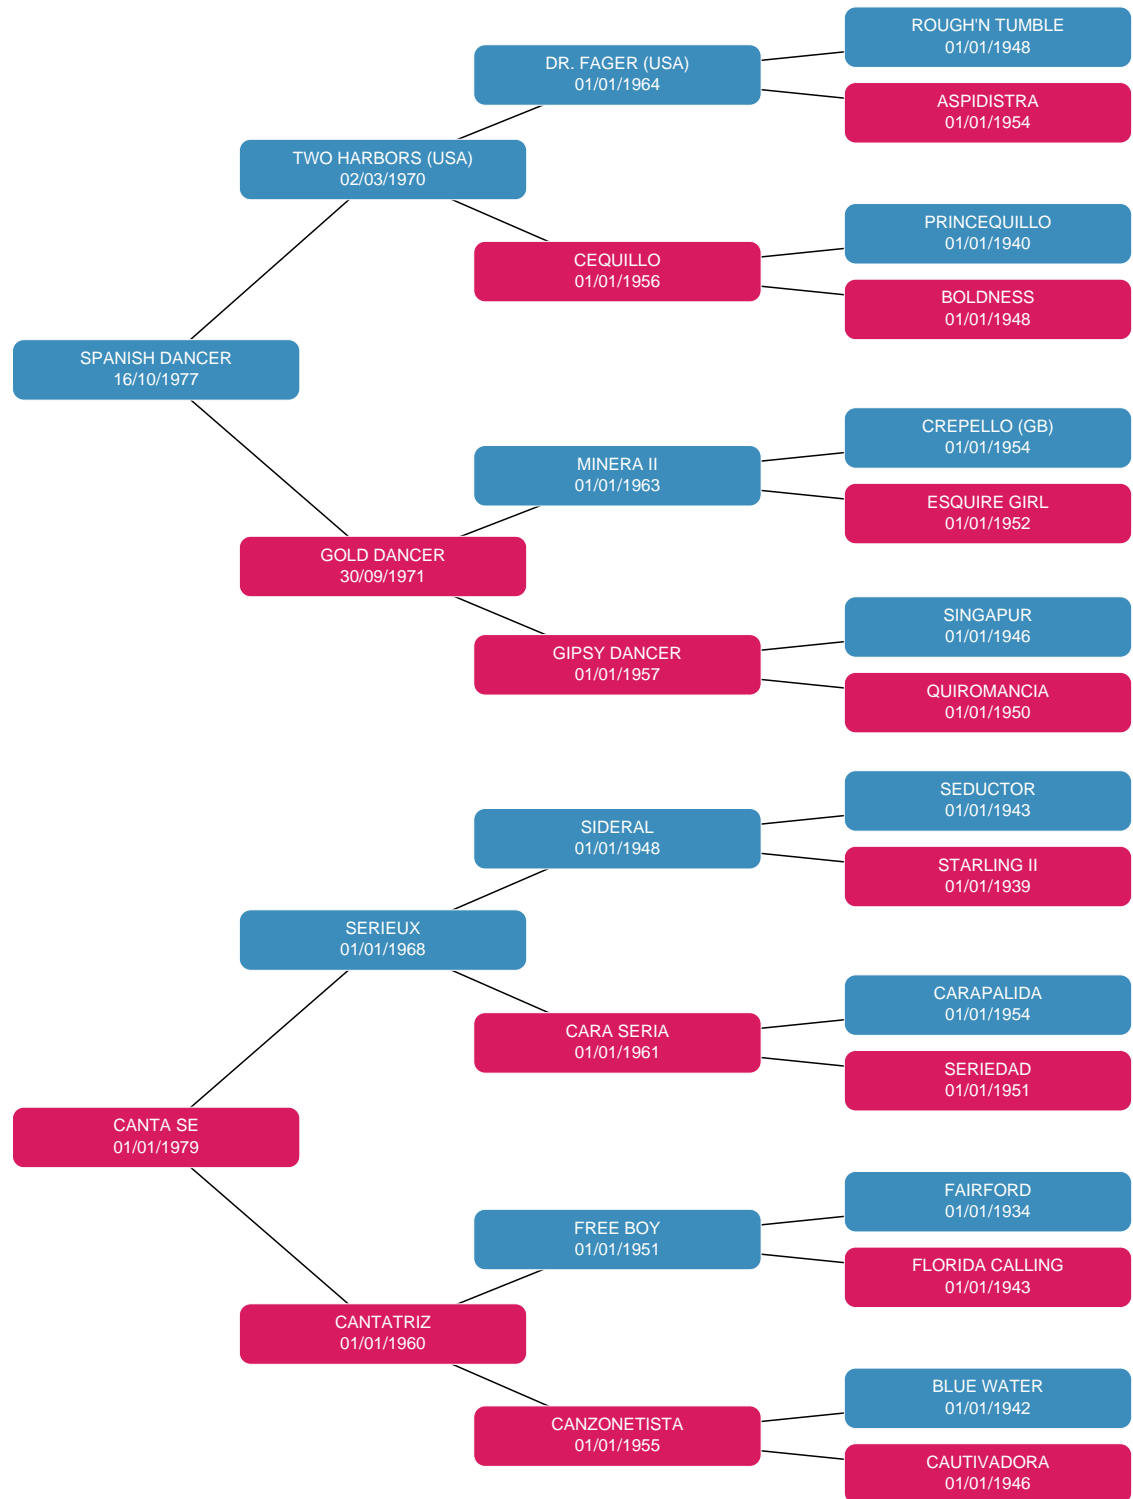 ROUGH'N TUMBLE
01/01/1948
DR. FAGER (USA)
01/01/1964
ASPIDISTRA
01/01/1954
TWO HARBORS (USA)
02/03/1970
PRINCEQUILLO
01/01/1940
CEQUILLO
01/01/1956
BOLDNESS
01/01/1948
SPANISH DANCER
16/10/1977
CREPELLO (GB)
01/01/1954
MINERA II
01/01/1963
ESQUIRE GIRL
01/01/1952
GOLD DANCER
30/09/1971
SINGAPUR
01/01/1946
GIPSY DANCER
01/01/1957
QUIROMANCIA
01/01/1950
SEDUCTOR
01/01/1943
SIDERAL
01/01/1948
STARLING II
01/01/1939
SERIEUX
01/01/1968
CARAPALIDA
01/01/1954
CARA SERIA
01/01/1961
SERIEDAD
01/01/1951
CANTA SE
01/01/1979
FAIRFORD
01/01/1934
FREE BOY
01/01/1951
FLORIDA CALLING
01/01/1943
CANTATRIZ
01/01/1960
BLUE WATER
01/01/1942
CANZONETISTA
01/01/1955
CAUTIVADORA
01/01/1946